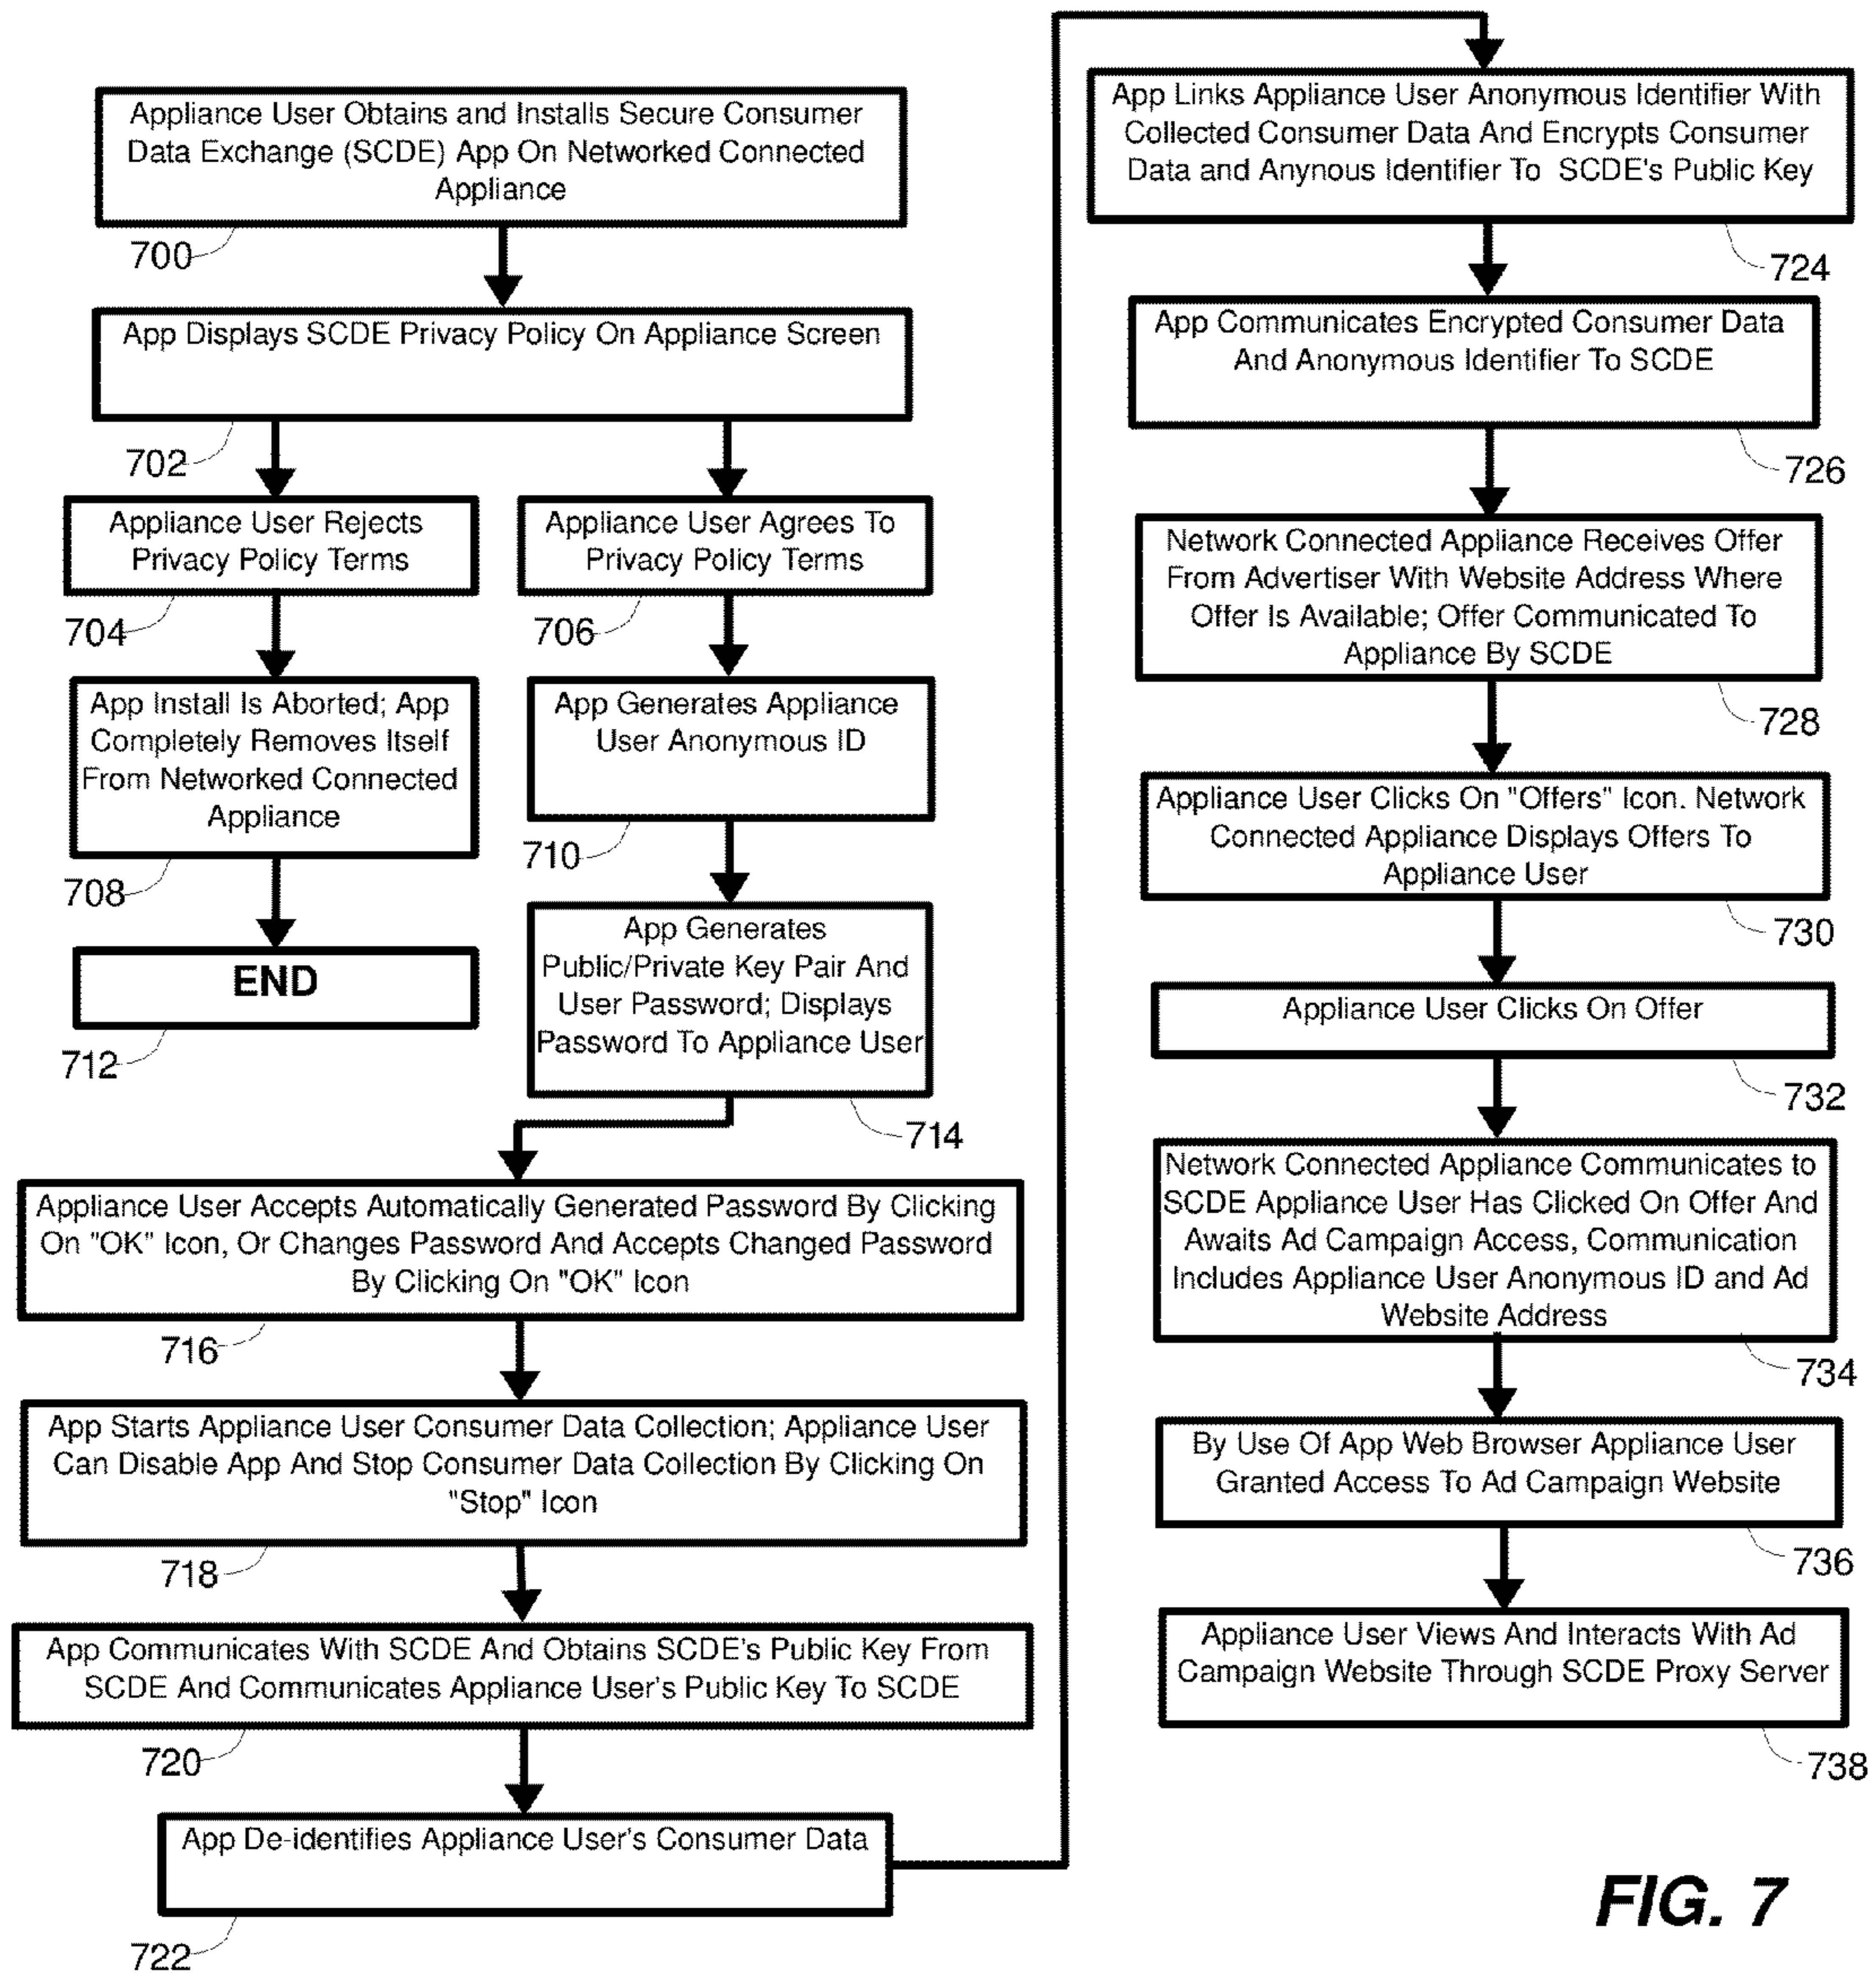 Appliance User Obtains and Installs Secure Consumer
Data Exchange (SCDE) App On Networked Connected
Appliance
700
App Displays SCDE Privacy Policy On Appliance Screen
702
Appliance User Rejects
Privacy Policy Terms
704
Appliance User Agrees To
Privacy Policy Terms
706
App Install Is Aborted; App
Completely Removes Itself
From Networked Connected
Appliance
708
App Generates Appliance
User Anonymous ID
710
END
712
App Generates
Public/Private Key Pair And
User Password; Displays
Password To Appliance User
714
Appliance User Accepts Automatically Generated Password By Clicking
On "OK" Icon, Or Changes Password And Accepts Changed Password
By Clicking On "OK" Icon
716
App Starts Appliance User Consumer Data Collection; Appliance User
Can Disable App And Stop Consumer Data Collection By Clicking On
"Stop" Icon
718
App Communicates With SCDE And Obtains SCDE's Public Key From
SCDE And Communicates Appliance User's Public Key To SCDE
720
App De-identifies Appliance User's Consumer Data
722
App Links Appliance User Anonymous Identifier With
Collected Consumer Data And Encrypts Consumer
Data and Anynous Identifier To SCDE's Public Key
724
App Communicates Encrypted Consumer Data
And Anonymous Identifier To SCDE
726
Network Connected Appliance Receives Offer
From Advertiser With Website Address Where
Offer Is Available; Offer Communicated To
Appliance By SCDE
728
Appliance User Clicks On "Offers" Icon. Network
Connected Appliance Displays Offers To
Appliance User
730
Appliance User Clicks On Offer
732
Network Connected Appliance Communicates to
SCDE Appliance User Has Clicked On Offer And
Awaits Ad Campaign Access, Communication
Includes Appliance User Anonymous ID and Ad
Website Address
734
By Use Of App Web Browser Appliance User
Granted Access To Ad Campaign Website
736
Appliance User Views And Interacts With Ad
Campaign Website Through SCDE Proxy Server
738
FIG. 7